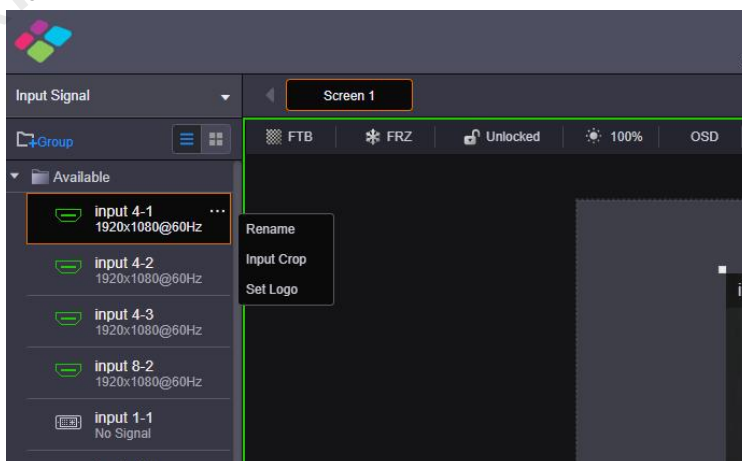 Input Signal
Screen 1
Group
FTB
FRZ
Unlocked
100%
OSD
Available
input 4-1
1920x1080@60Hz
Rename
Input Crop
Set Logo
input 4-2
1920x1080@60Hz
input 4-3
1920x1080@60Hz
input 8-2
1920x1080@60Hz
input 1-1
No Signal